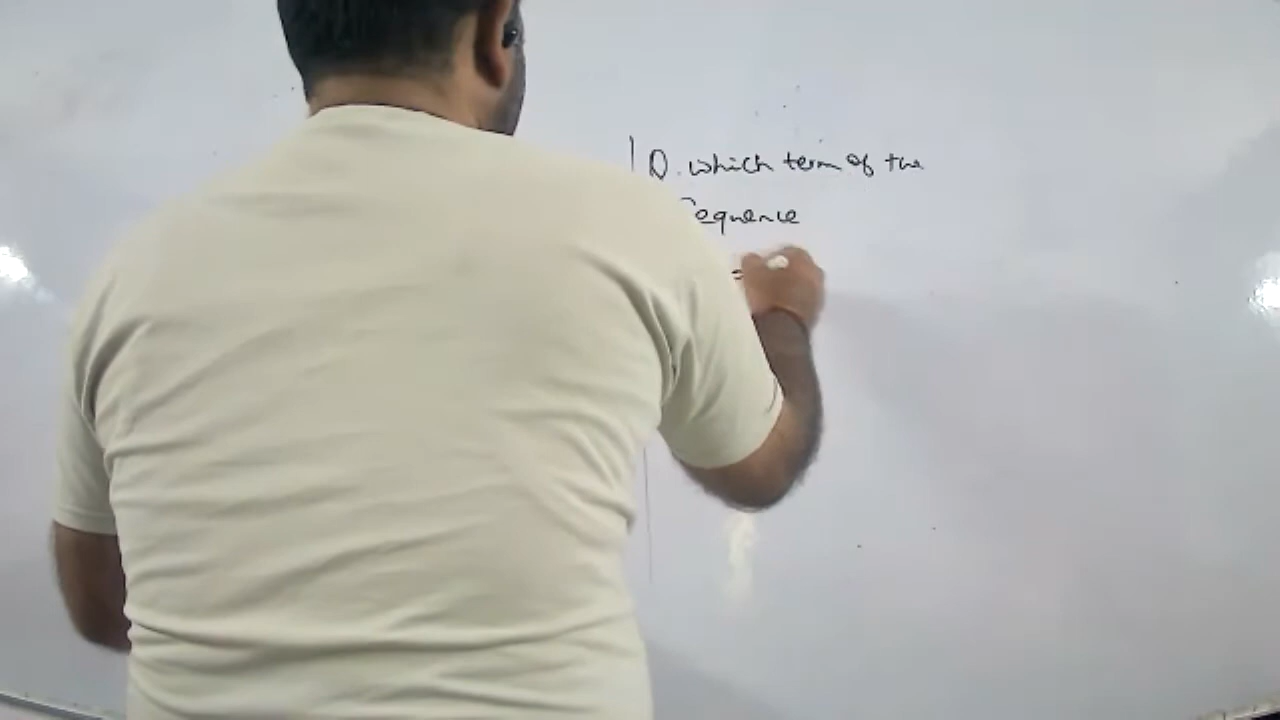 Q. which term of the
Sequence
=